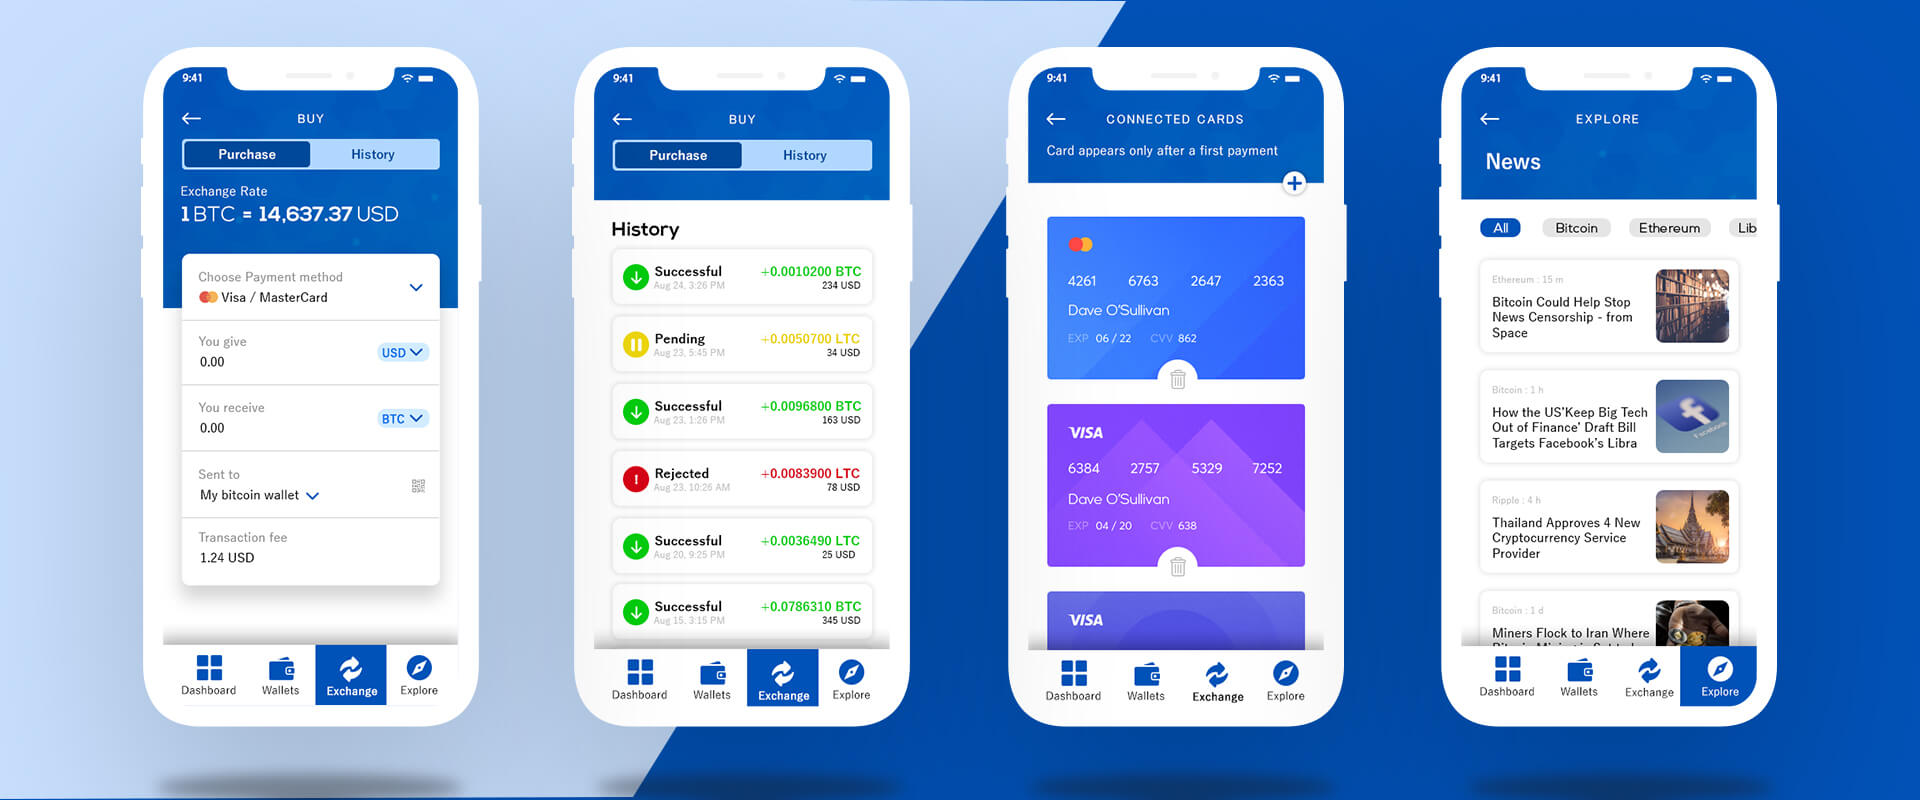 9:41
BUY
Purchase
History
Exchange Rate
1 BTC = 14,637.37 USD
Choose Payment method
Visa / MasterCard
You give
0.00
USD
You receive
0.00
BTC
Sent to
My bitcoin wallet
Transaction fee
1.24 USD
Dashboard
Wallets
Exchange
Explore
9:41
BUY
Purchase
History
History
Successful
+0.0010200 BTC
Aug 24, 3:26 PM
234 USD
Pending
+0.0050700 LTC
Aug 23, 5:45 PM
34 USD
Successful
+0.0096800 BTC
Aug 23, 1:26 PM
163 USD
Rejected
+0.0083900 LTC
Aug 23, 10:26 AM
78 USD
Successful
+0.0036490 LTC
Aug 20, 9:25 PM
25 USD
Successful
+0.0786310 BTC
Aug 15, 3:15 PM
345 USD
Dashboard
Wallets
Exchange
Explore
9:41
CONNECTED CARDS
Card appears only after a first payment
4261 6763 2647 2363
Dave O'Sullivan
EXP 06 / 22 CVV 862
VISA
6384 2757 5329 7252
Dave O'Sullivan
EXP 04 / 20 CVV 638
VISA
Dashboard
Wallets
Exchange
Explore
9:41
EXPLORE
News
All
Bitcoin
Ethereum
Lib
Ethereum : 15 m
Bitcoin Could Help Stop
News Censorship - from
Space
Bitcoin : 1 h
How the US'Keep Big Tech
Out of Finance' Draft Bill
Targets Facebook's Libra
Facebook
Ripple : 4 h
Thailand Approves 4 New
Cryptocurrency Service
Provider
Bitcoin : 1 d
Miners Flock to Iran Where
Dashboard
Wallets
Exchange
Explore